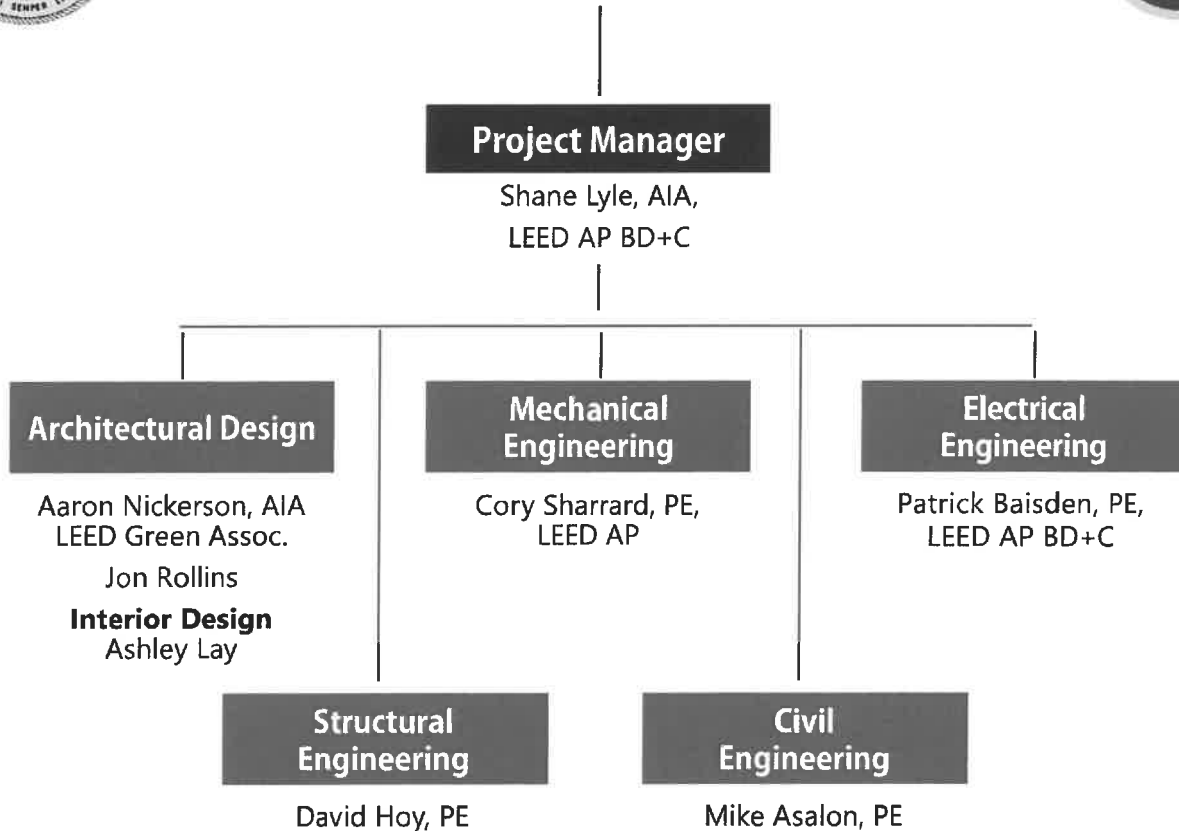 SEMPER
Project Manager
Shane Lyle, AIA,
LEED AP BD+C
Architectural Design
Aaron Nickerson, AIA
LEED Green Assoc.
Jon Rollins
Interior Design
Ashley Lay
Mechanical
Engineering
Cory Sharrard, PE,
LEED AP
Electrical
Engineering
Patrick Baisden, PE,
LEED AP BD+C
Structural
Engineering
David Hoy, PE
Civil
Engineering
Mike Asalon, PE